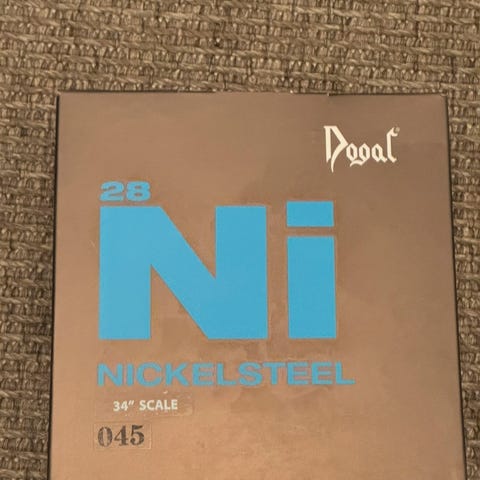 Dogal
28
Ni
NICKELSTEEL
34" SCALE
045